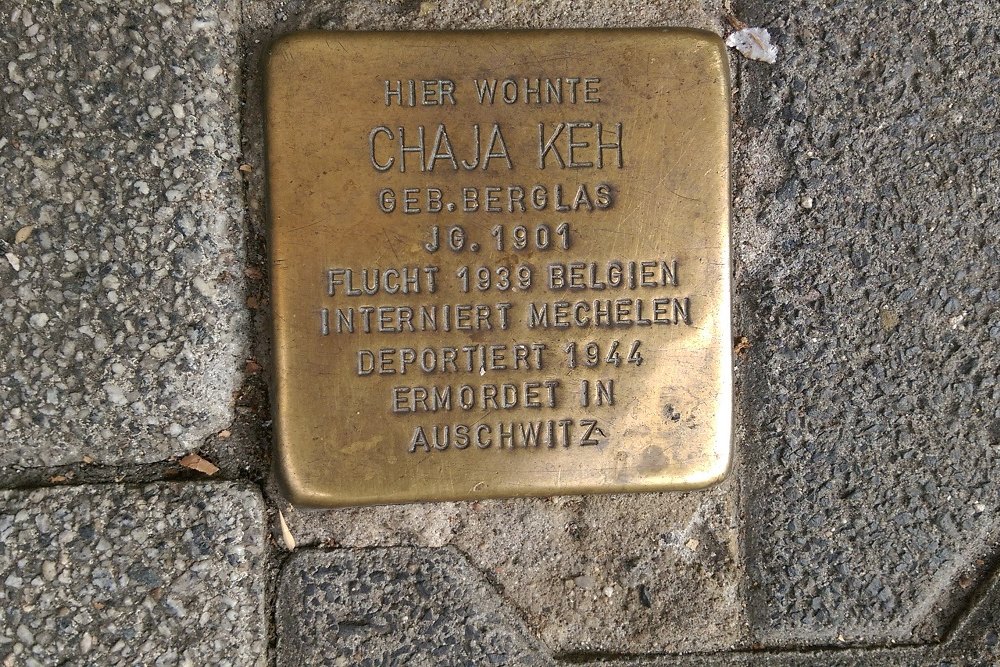 HIER WOHNTE
CHAJA KEH
GEB. BERGLAS
JG. 1901
FLUCHT 1939 BELGIEN
INTERNIERT MECHELEN
DEPORTIERT 1944
ERMORDET IN
AUSCHWITZ